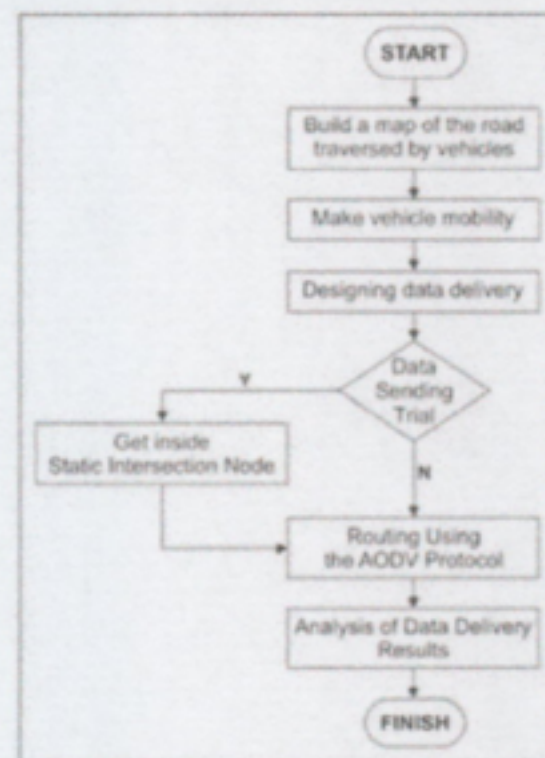 START
Build a map of the road
traversed by vehicles
Make vehicle mobility
Designing data delivery
Data
Sending
Trial
Y
Get inside
Static Intersection Node
N
Routing Using
the AODV Protocol
Analysis of Data Delivery
Results
FINISH